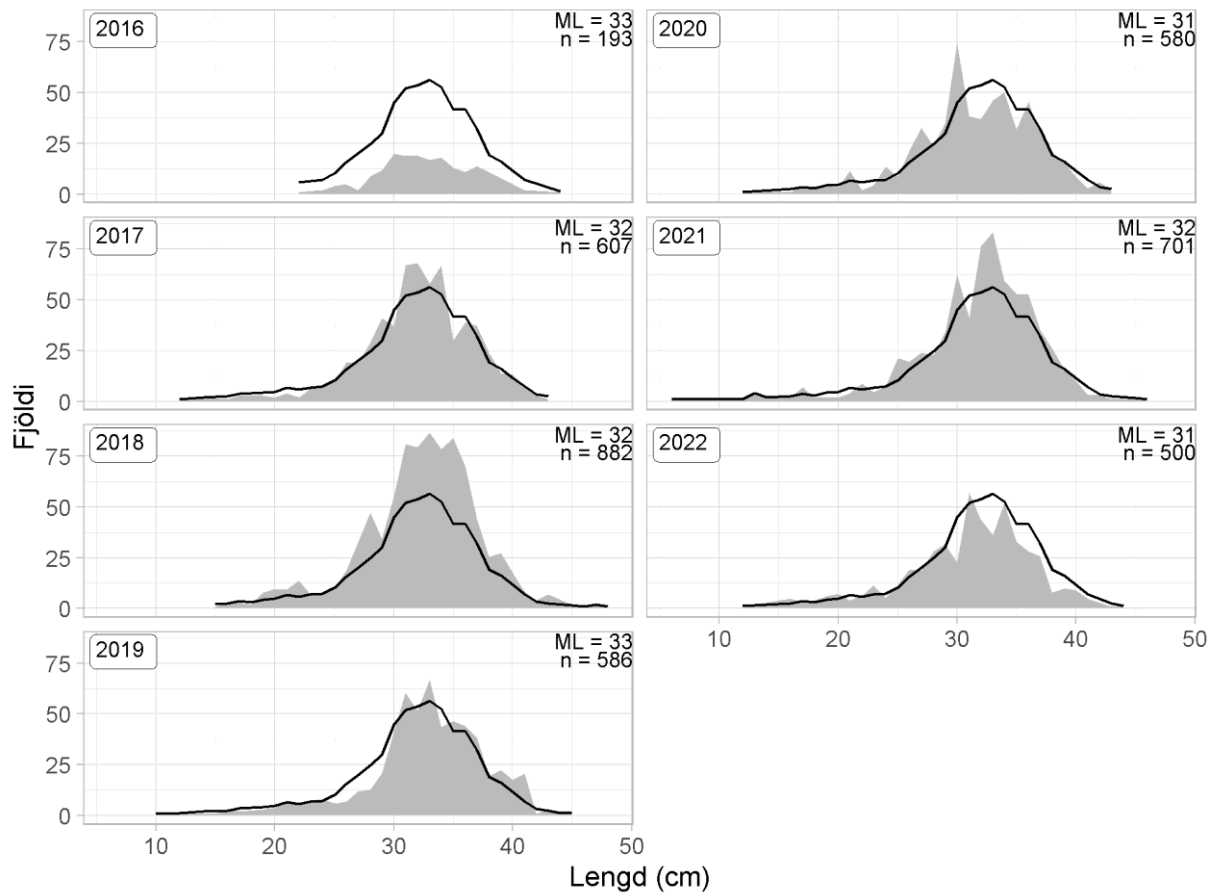 2016
ML = 33
n = 193
75
50
25
0
2017
ML = 32
n = 607
75
50
25
0
2018
ML = 32
n = 882
75
50
25
0
2019
ML = 33
n = 586
75
50
25
0
10 20 30 40 50
2020
ML = 31
n = 580
2021
ML = 32
n = 701
2022
ML = 31
n = 500
10 20 30 40 50
Fjöldi
Lengd (cm)